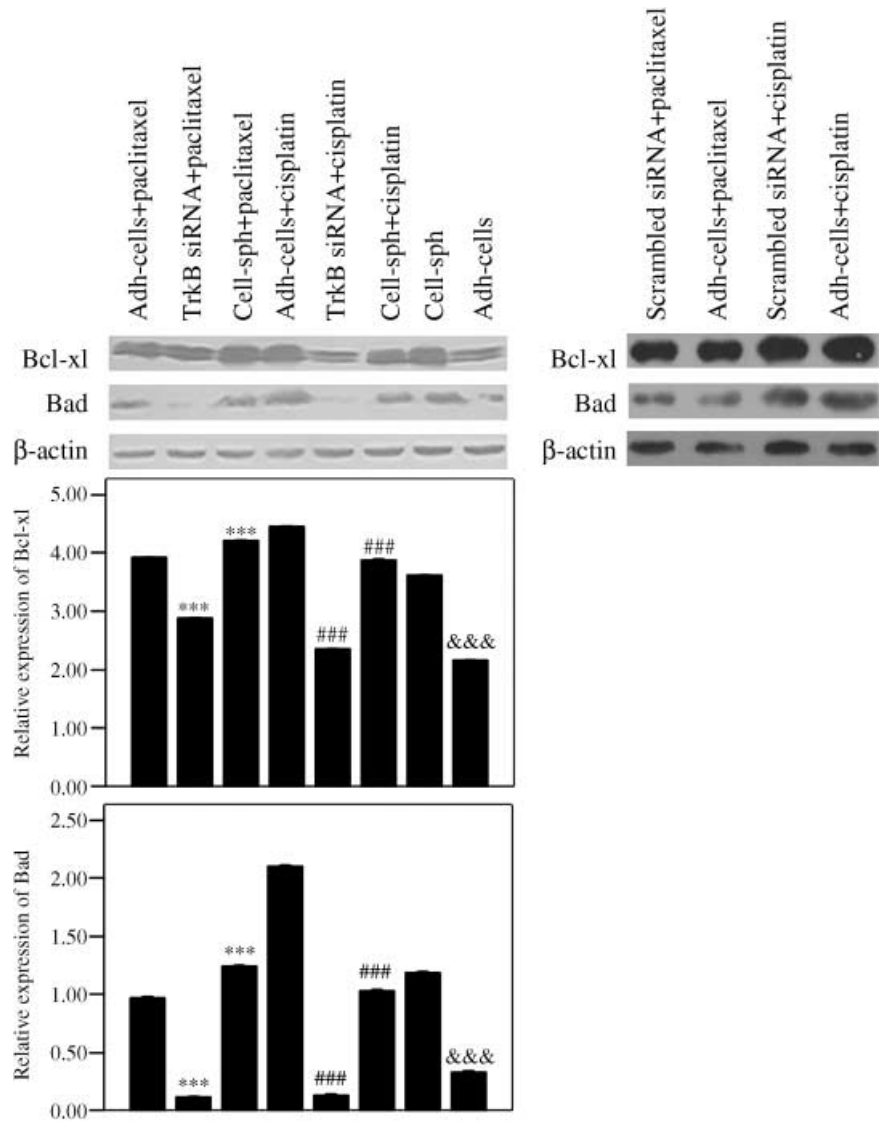 Adh-cells+paclitaxel
TrkB siRNA+paclitaxel
Cell-sph+paclitaxel
Adh-cells+cisplatin
TrkB siRNA+cisplatin
Cell-sph+cisplatin
Cell-sph
Adh-cells
Scrambled siRNA+paclitaxel
Adh-cells+paclitaxel
Scrambled siRNA+cisplatin
Adh-cells+cisplatin
Bcl-xl
Bad
β-actin
Bcl-xl
Bad
β-actin
Relative expression of Bcl-xl
5.00
4.00
3.00
2.00
1.00
0.00
***
***
###
###
&&&
Relative expression of Bad
2.50
2.00
1.50
1.00
0.50
0.00
***
***
###
###
&&&